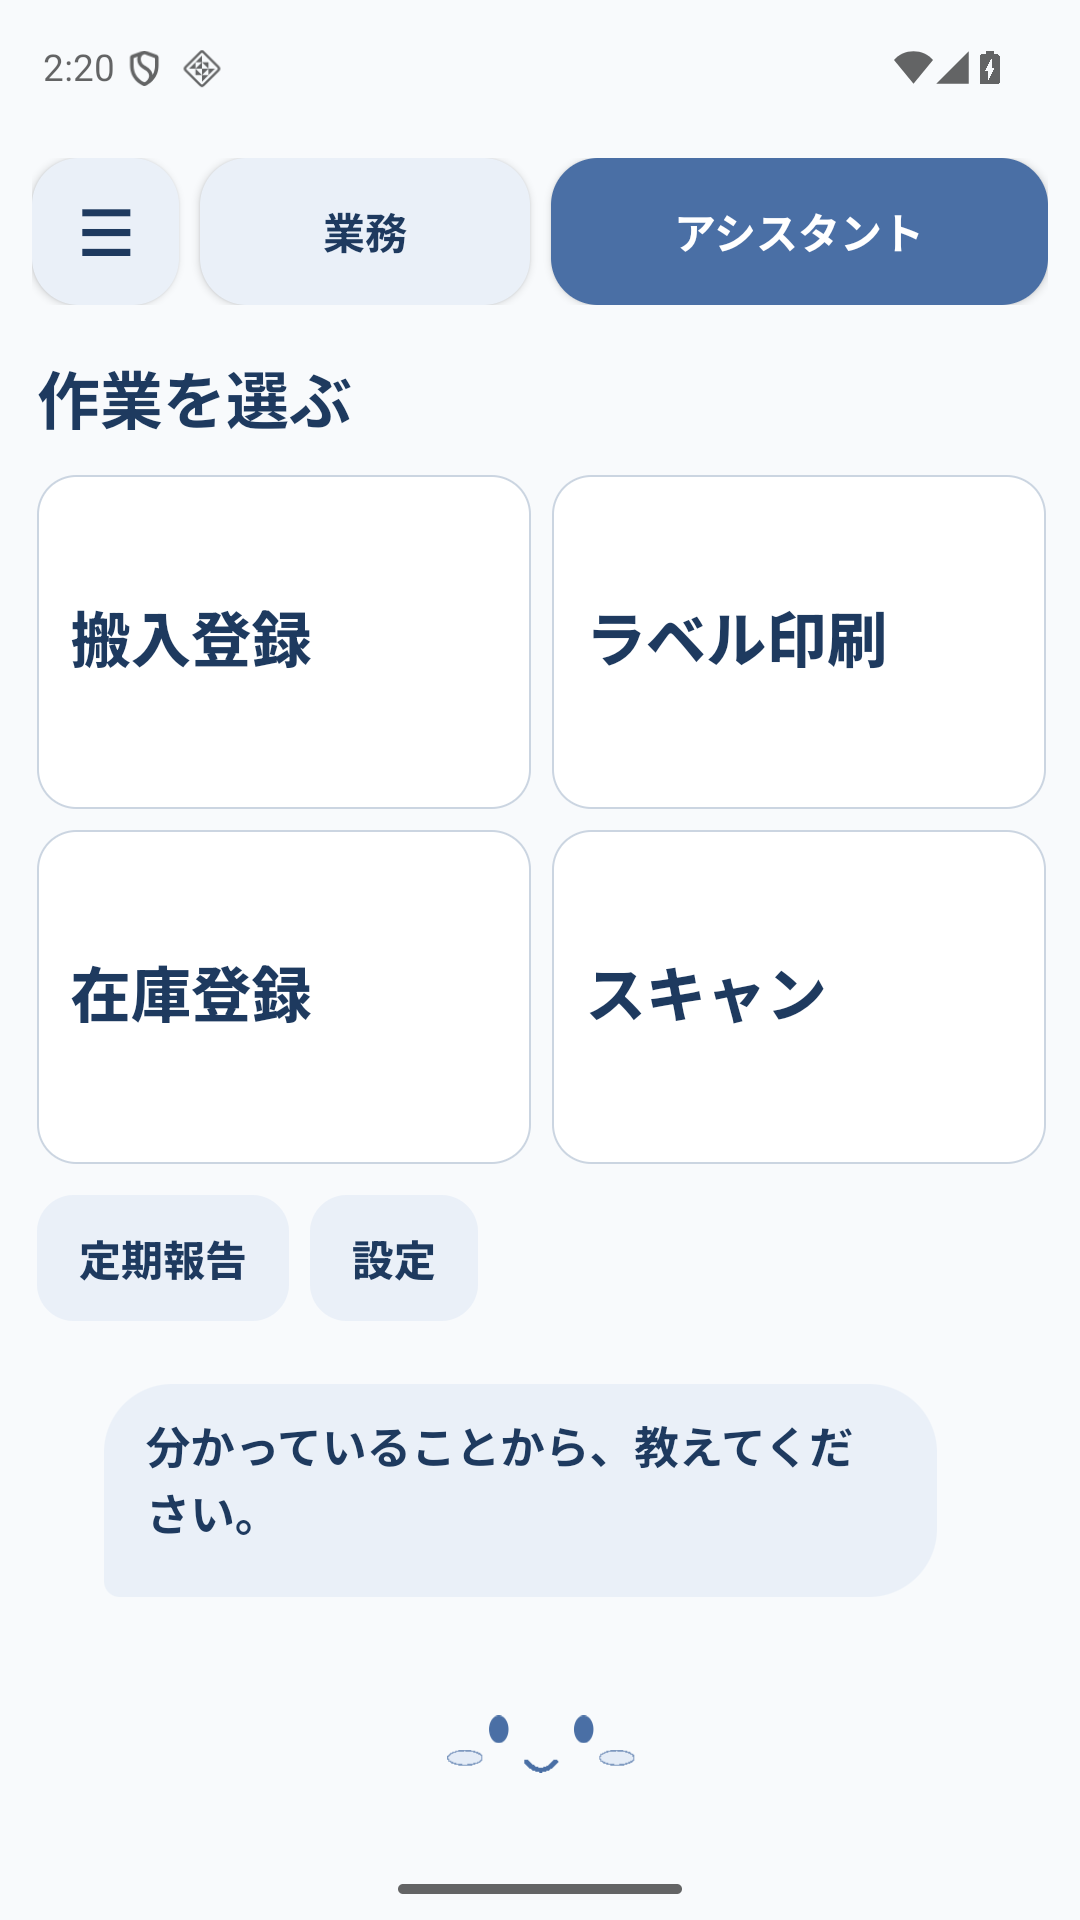 2:20
業務
アシスタント
作業を選ぶ
搬入登録
ラベル印刷
在庫登録
スキャン
定期報告
設定
分かっていることから、教えてくだ
さい。